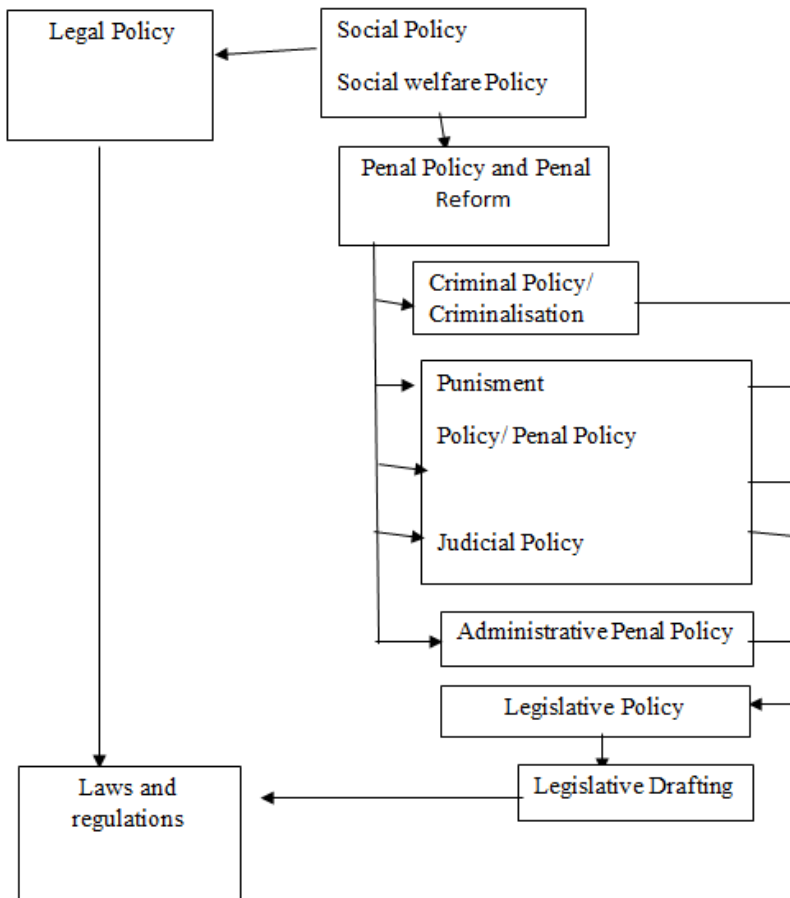 Legal Policy
Social Policy
Social welfare Policy
Penal Policy and Penal
Reform
Criminal Policy/
Criminalisation
Punisment
Policy/ Penal Policy
Judicial Policy
Administrative Penal Policy
Legislative Policy
Legislative Drafting
Laws and
regulations